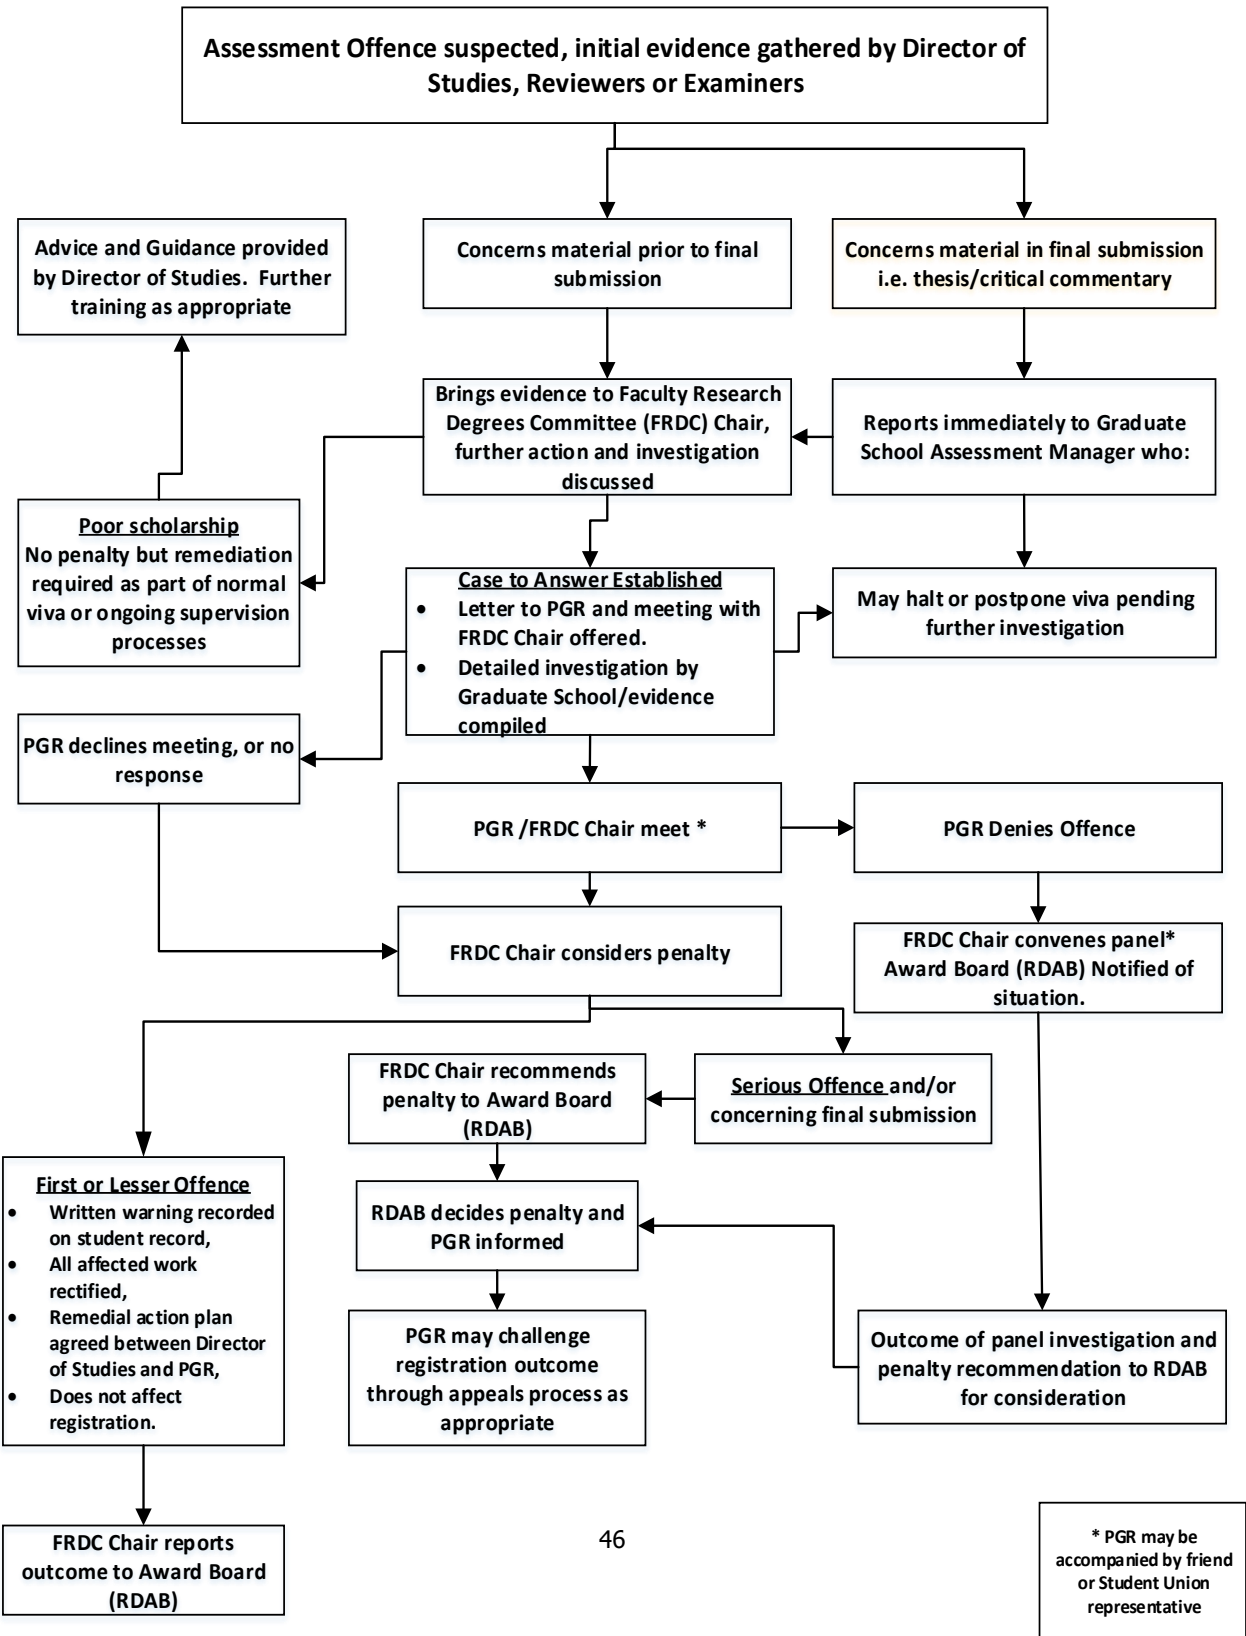 Assessment Offence suspected, initial evidence gathered by Director of
Studies, Reviewers or Examiners
Advice and Guidance provided
by Director of Studies. Further
training as appropriate
Concerns material prior to final
submission
Concerns material in final submission
i.e. thesis/critical commentary
Brings evidence to Faculty Research
Degrees Committee (FRDC) Chair,
further action and investigation
discussed
Reports immediately to Graduate
School Assessment Manager who:
Poor scholarship
No penalty but remediation
required as part of normal
viva or ongoing supervision
processes
Case to Answer Established
• Letter to PGR and meeting with
FRDC Chair offered.
• Detailed investigation by
Graduate School/evidence
compiled
May halt or postpone viva pending
further investigation
PGR declines meeting, or no
response
PGR /FRDC Chair meet *
PGR Denies Offence
FRDC Chair considers penalty
FRDC Chair convenes panel*
Award Board (RDAB) Notified of
situation.
FRDC Chair recommends
penalty to Award Board
(RDAB)
Serious Offence and/or
concerning final submission
First or Lesser Offence
• Written warning recorded
on student record,
• All affected work
rectified,
• Remedial action plan
agreed between Director
of Studies and PGR,
• Does not affect
registration.
RDAB decides penalty and
PGR informed
PGR may challenge
registration outcome
through appeals process as
appropriate
Outcome of panel investigation and
penalty recommendation to RDAB
for consideration
FRDC Chair reports
outcome to Award Board
(RDAB)
46
* PGR may be
accompanied by friend
or Student Union
representative